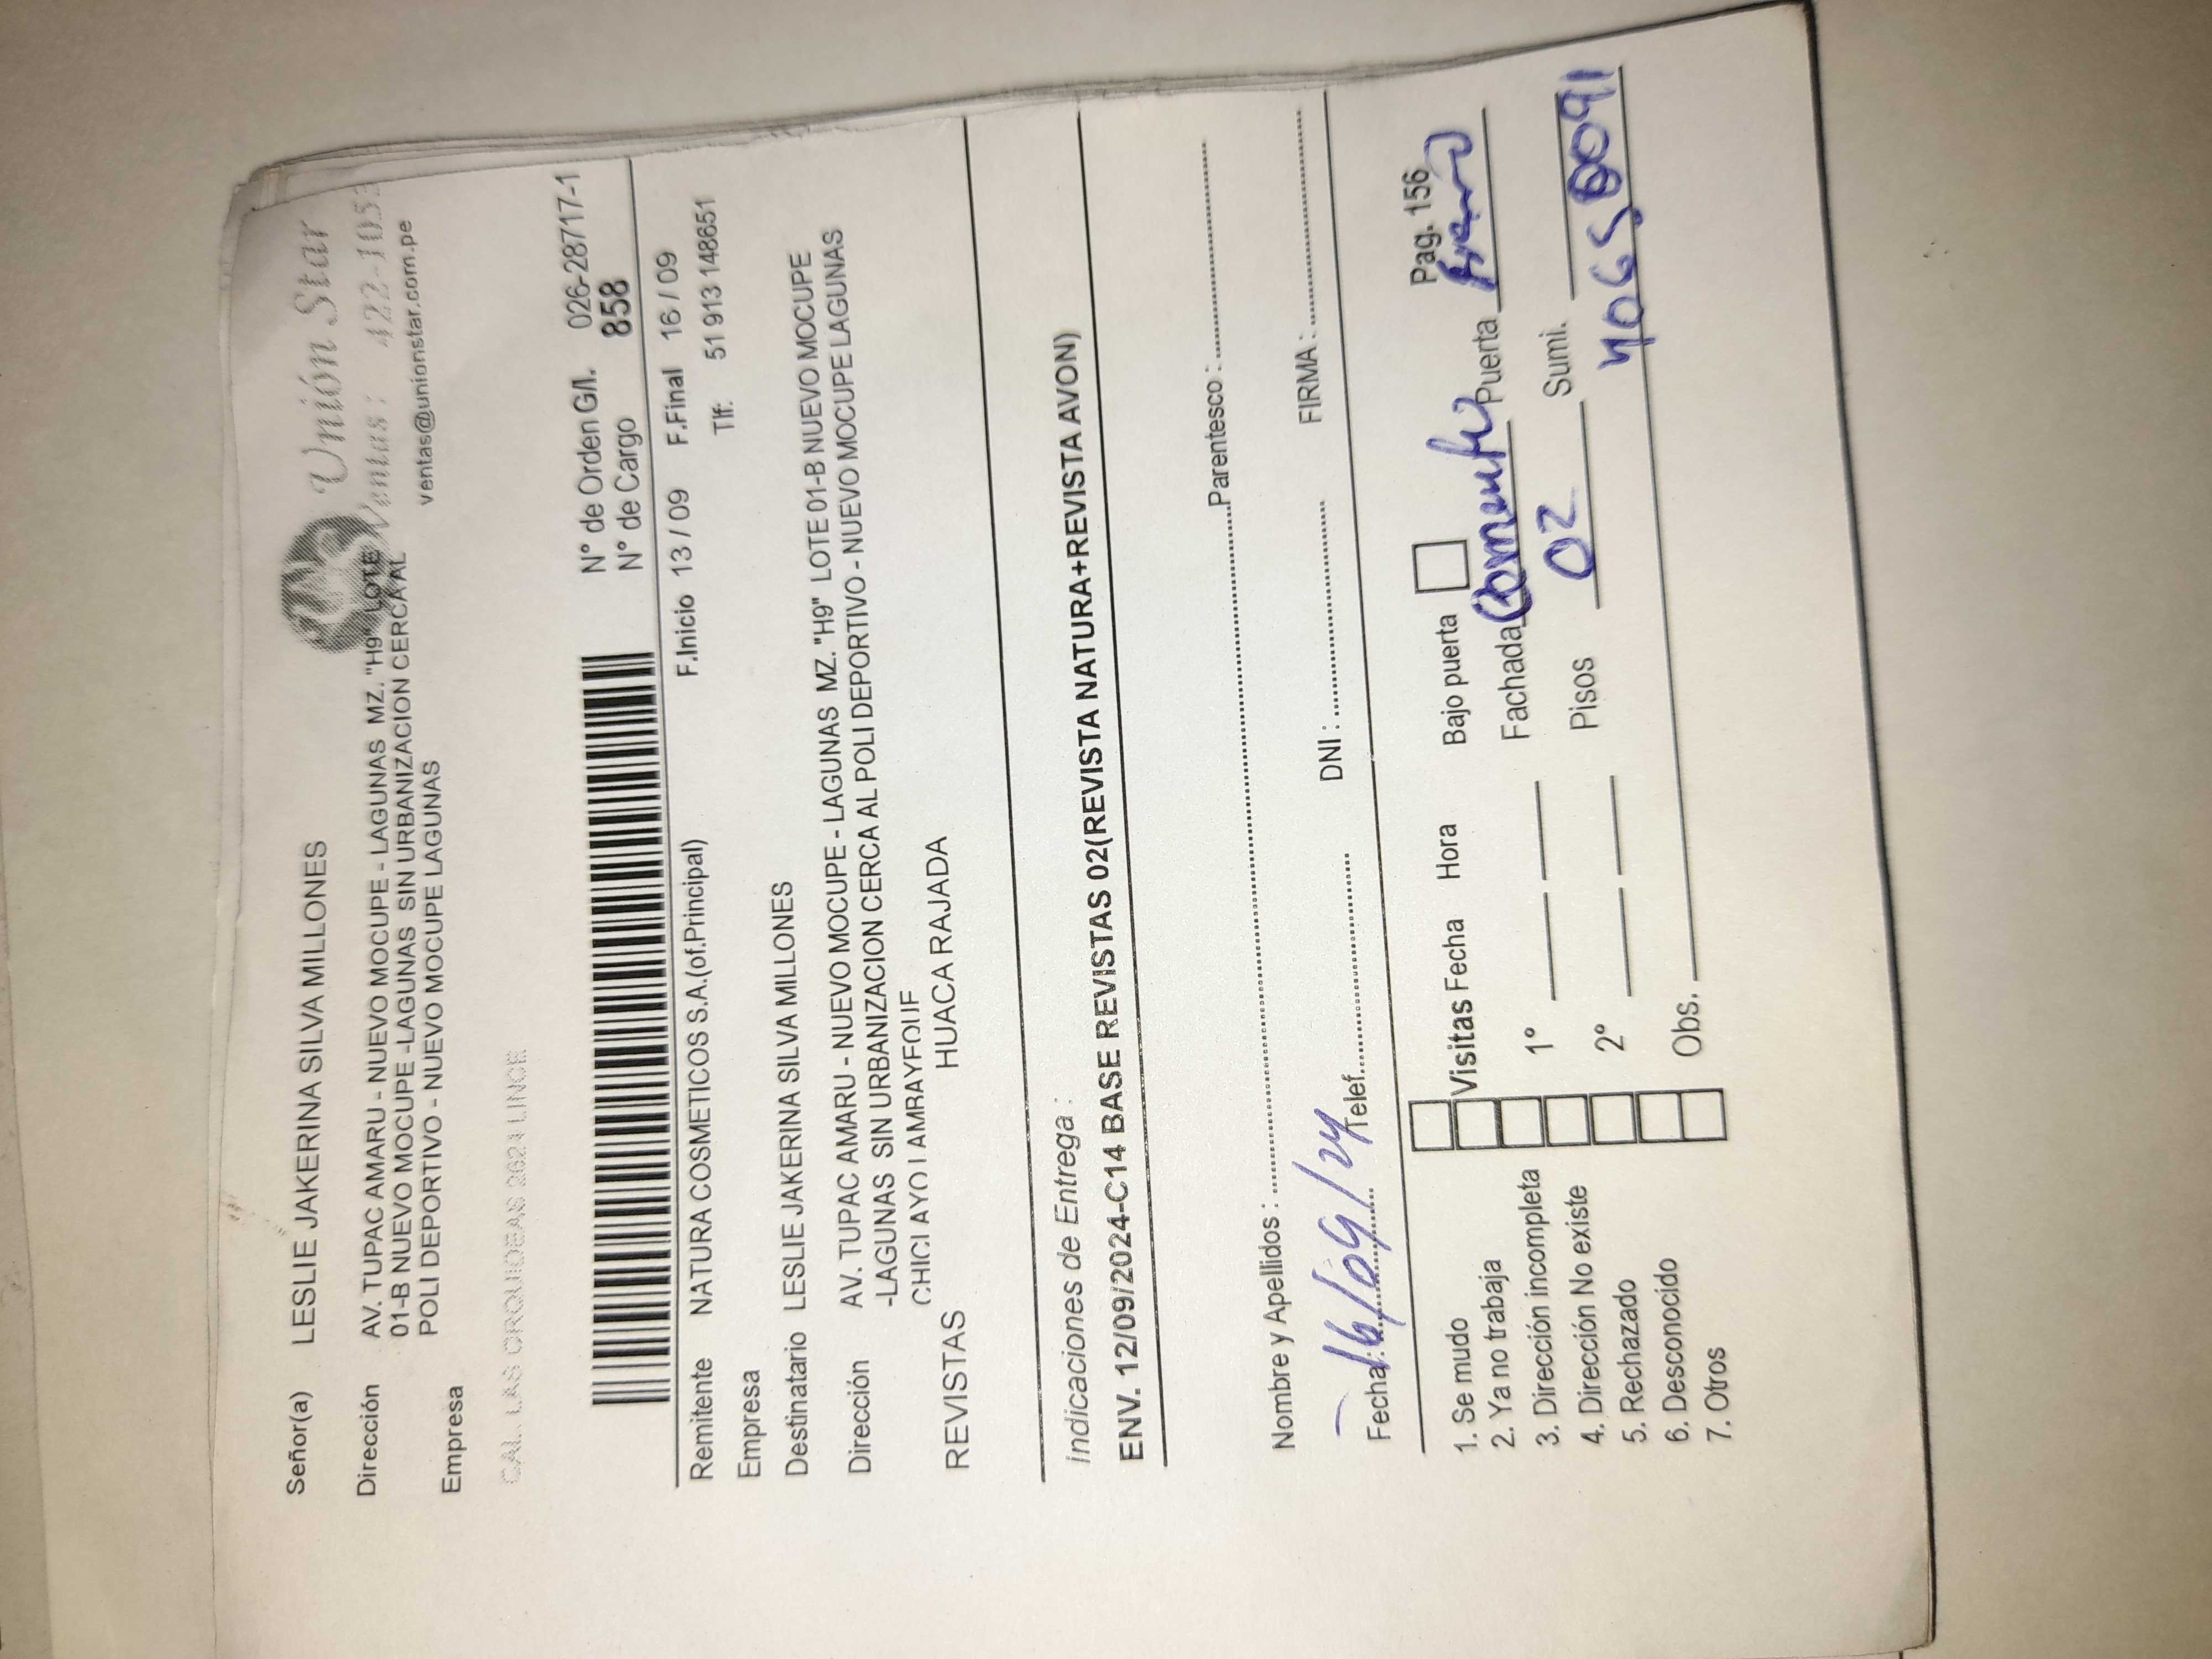 Unión Star
Ventas: 422-105
ventas@unionstar.com.pe
Señor(a) LESLIE JAKERINA SILVA MILLONES
Dirección AV. TUPAC AMARU - NUEVO MOCUPE - LAGUNAS MZ. "H9" LOTE
01-B NUEVO MOCUPE -LAGUNAS SIN URBANIZACION CERCA AL
POLI DEPORTIVO - NUEVO MOCUPE LAGUNAS
Empresa
CAL. LAS ORQUIDEAS 2624 LINCE
N° de Orden G/I. 026-28717-1
N° de Cargo 858
F.Inicio 13 / 09 F.Final 16 / 09
Remitente NATURA COSMETICOS S.A.(of.Principal)
Tlf. 51 913 148651
Empresa
Destinatario LESLIE JAKERINA SILVA MILLONES
Dirección AV. TUPAC AMARU - NUEVO MOCUPE - LAGUNAS MZ. "H9" LOTE 01-B NUEVO MOCUPE
-LAGUNAS SIN URBANIZACION CERCA AL POLI DEPORTIVO - NUEVO MOCUPE LAGUNAS
CHICLAYO LAMBAYEQUE
REVISTAS HUACA RAJADA
Indicaciones de Entrega :
ENV. 12/09/2024-C14 BASE REVISTAS 02(REVISTA NATURA+REVISTA AVON)
Nombre y Apellidos : Parentesco :
Fecha: 16/09/24 Telef. DNI : FIRMA :
Pag. 156
1. Se mudo
2. Ya no trabaja
3. Dirección incompleta
4. Dirección No existe
5. Rechazado
6. Desconocido
7. Otros
Visitas Fecha Hora
1°
2°
Obs.
Bajo puerta
Fachada Puerta
Pisos 02 Sumi.